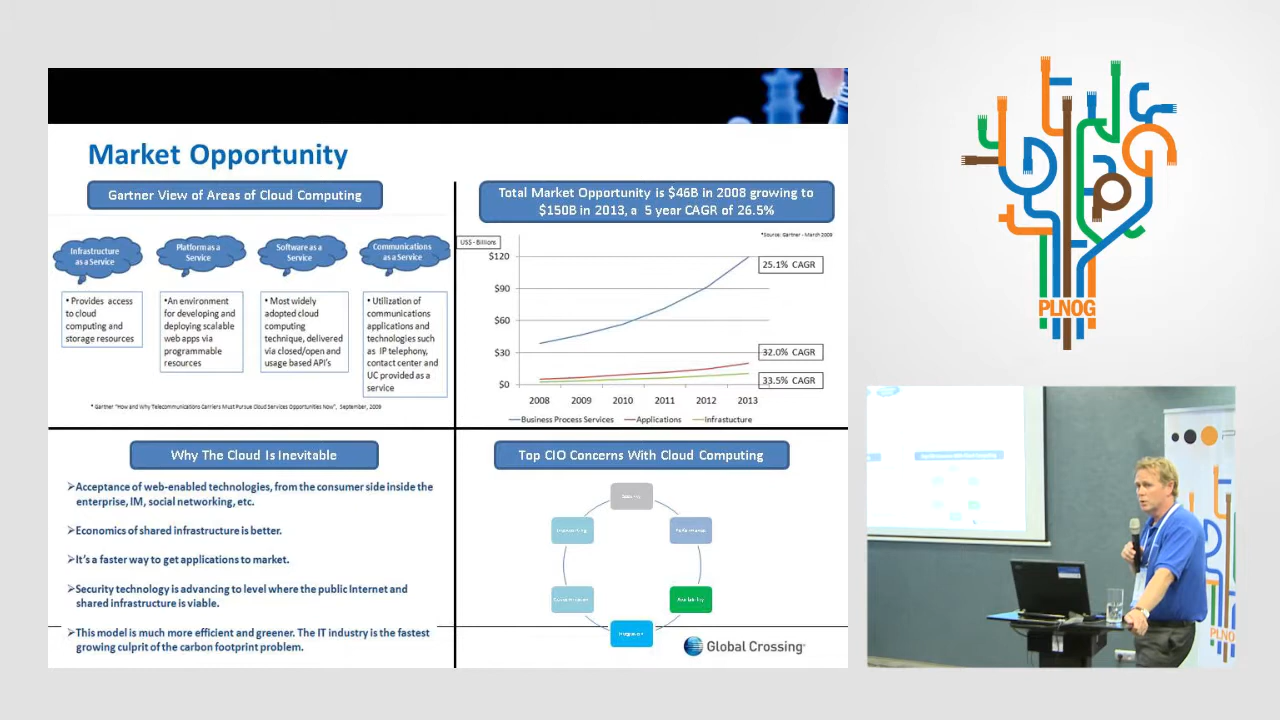 Market Opportunity
Gartner View of Areas of Cloud Computing
Infrastructure
as a Service
Platform as a
Service
Software as a
Service
Communications
as a Service
• Provides access
to cloud
computing and
storage resources
•An environment
for developing and
deploying scalable
web apps via
programmable
resources
• Most widely
adopted cloud
computing
technique, delivered
via closed/open and
usage based API's
• Utilization of
communications
applications and
technologies such
as IP telephony,
contact center and
UC provided as a
service
* Gartner "How and Why Telecommunications Carriers Must Pursue Cloud Services Opportunities Now", September, 2009
Total Market Opportunity is $46B in 2008 growing to
$150B in 2013, a 5 year CAGR of 26.5%
*Source: Gartner - March 2009
US$ - Billions
$120
$90
$60
$30
$0
25.1% CAGR
32.0% CAGR
33.5% CAGR
2008 2009 2010 2011 2012 2013
Business Process Services Applications Infrastucture
Why The Cloud Is Inevitable
➢Acceptance of web-enabled technologies, from the consumer side inside the
enterprise, IM, social networking, etc.
➢Economics of shared infrastructure is better.
➢It's a faster way to get applications to market.
➢Security technology is advancing to level where the public Internet and
shared infrastructure is viable.
➢This model is much more efficient and greener. The IT industry is the fastest
growing culprit of the carbon footprint problem.
Top CIO Concerns With Cloud Computing
Security
Performance
Availability
Integration
Global Crossing
PLNOG